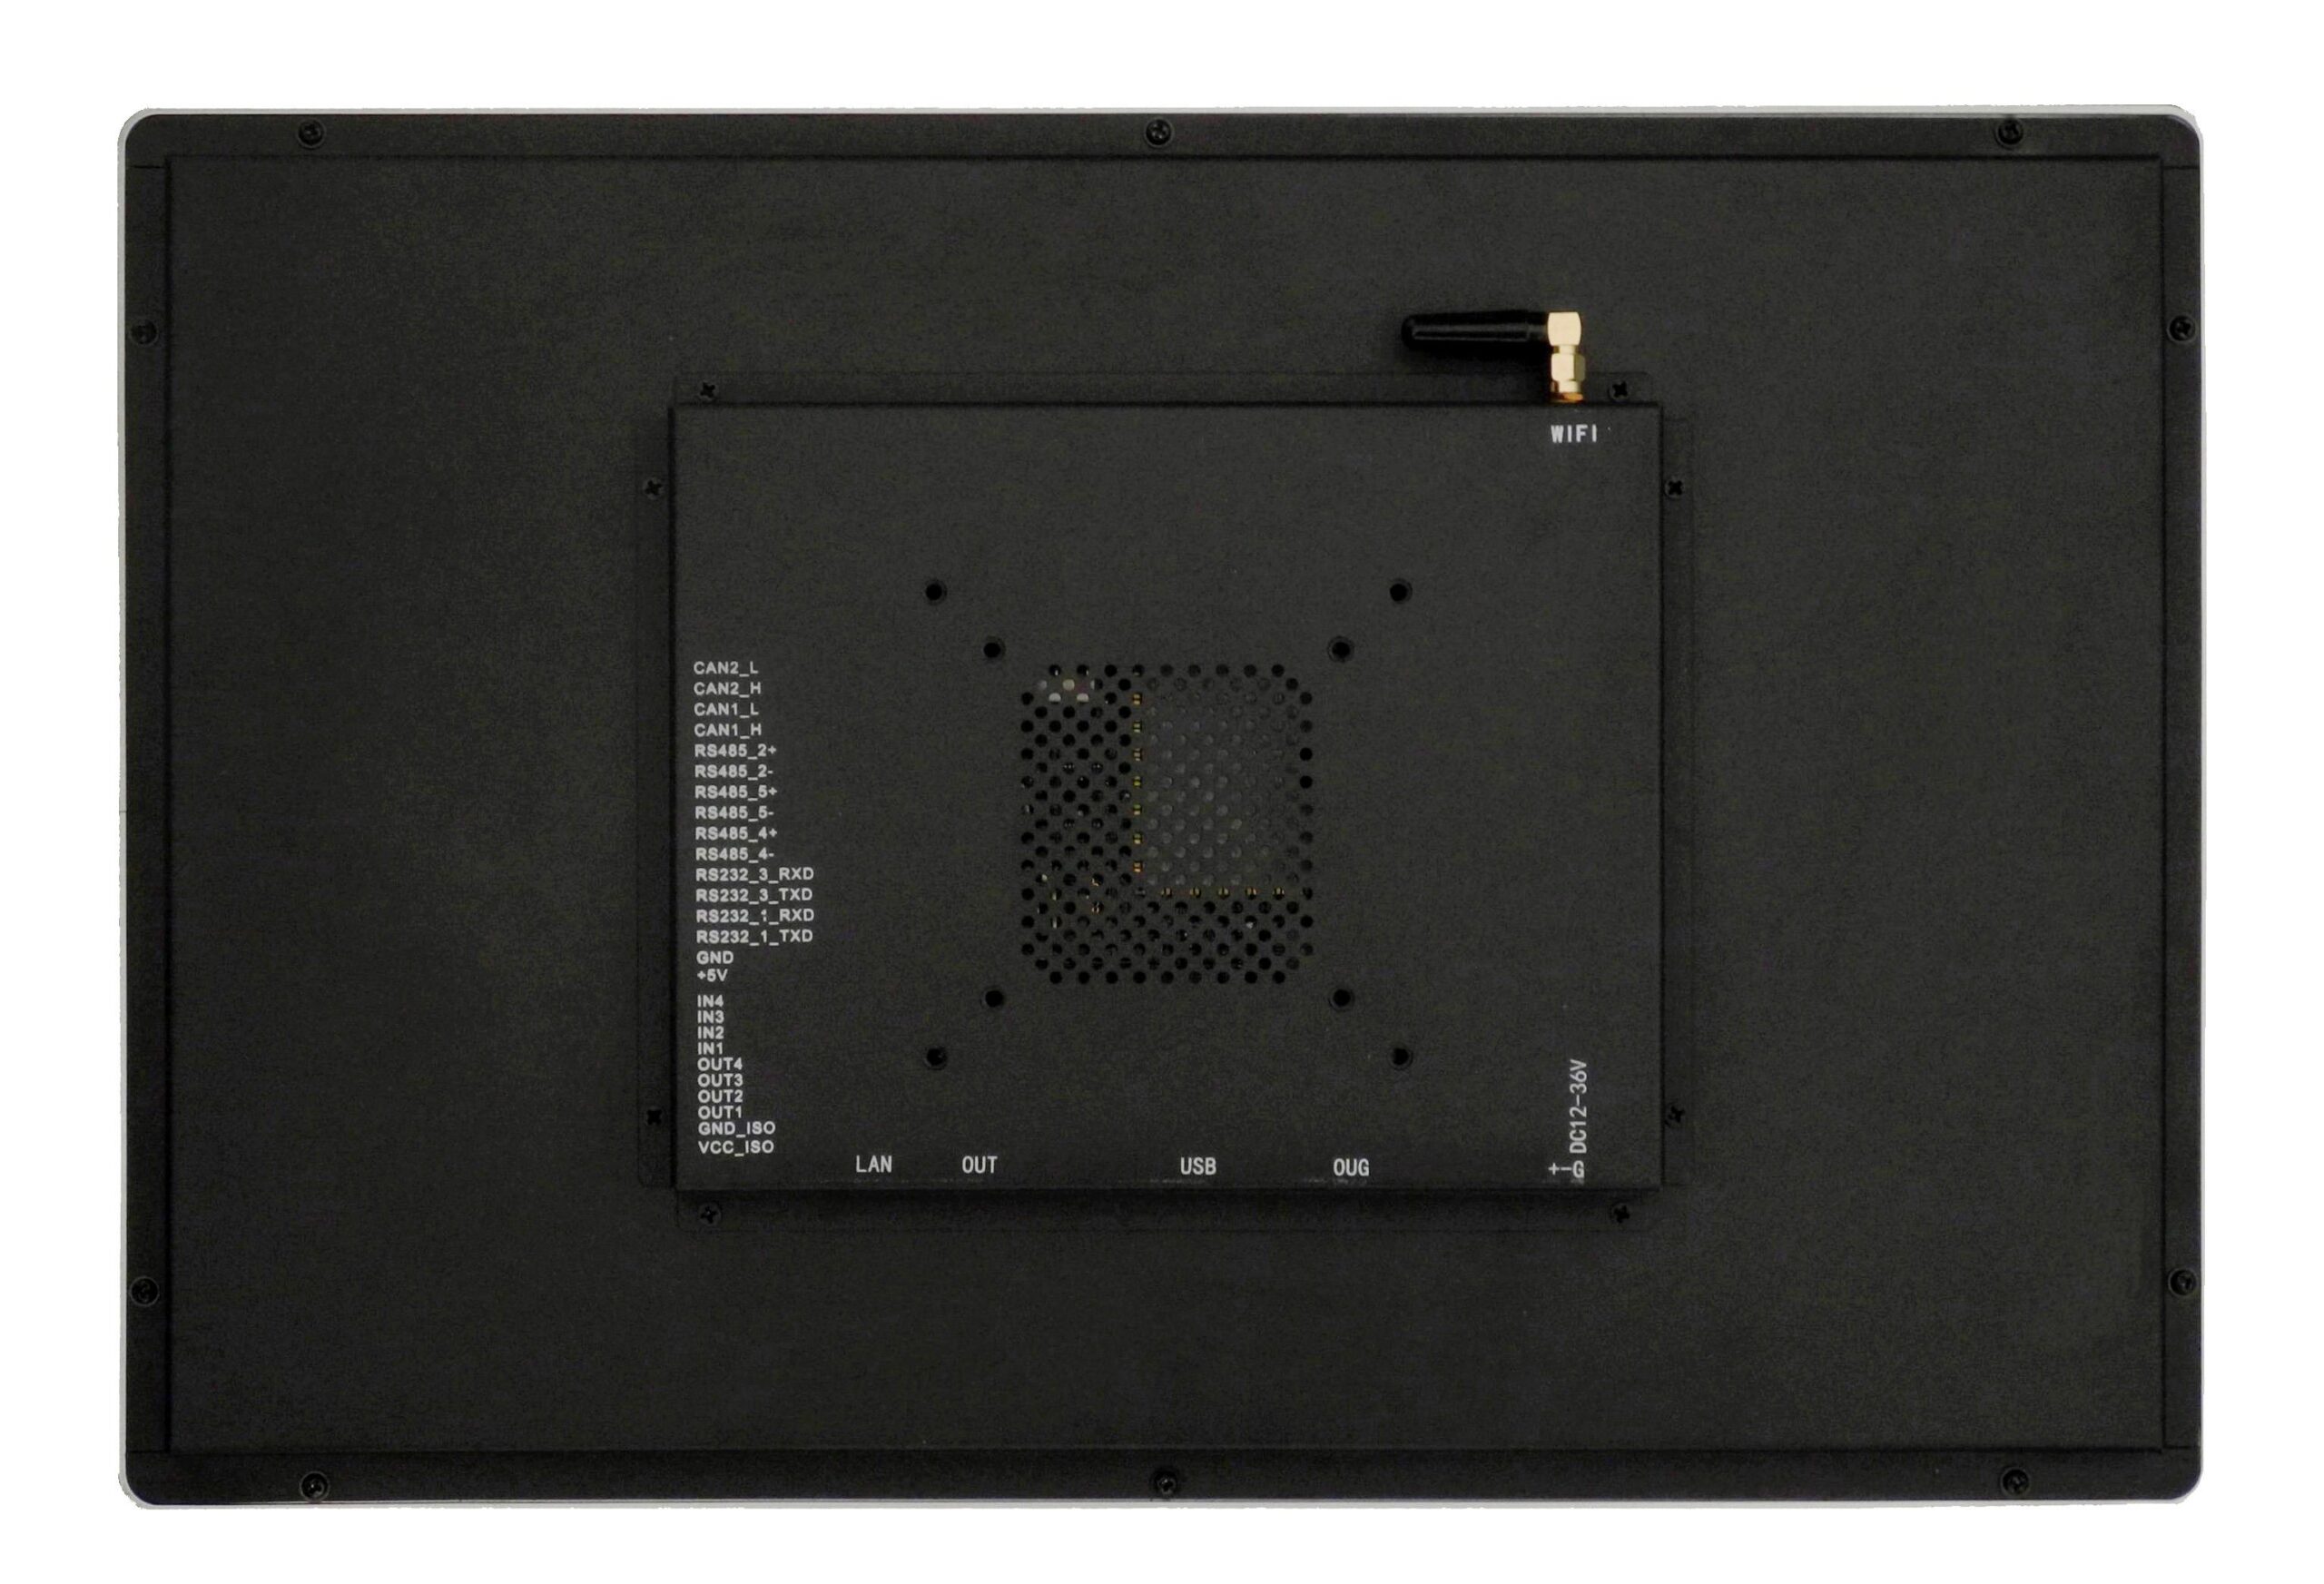 WIFI
CAN2_L
CAN2_H
CAN1_L
CAN1_H
RS485_2+
RS485_2-
RS485_5+
RS485_5-
RS485_4+
RS485_4-
RS232_3_RXD
RS232_3_TXD
RS232_1_RXD
RS232_1_TXD
GND
+5V
IN4
IN3
IN2
IN1
OUT4
OUT3
OUT2
OUT1
GND_ISO
VCC_ISO
LAN OUT USB OUG +-G
DC12-36V